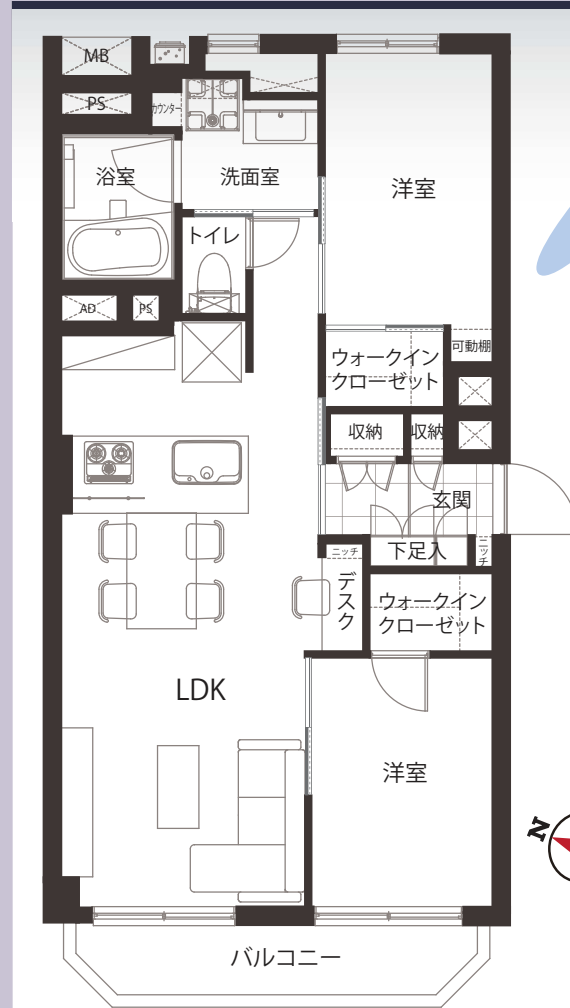 MB
PS
カウンター
浴室
洗面室
洋室
トイレ
AD
PS
ウォークイン
クローゼット
可動棚
収納
収納
玄関
下足入
ニッチ
ニッチ
デスク
ウォークイン
クローゼット
LDK
洋室
N
バルコニー